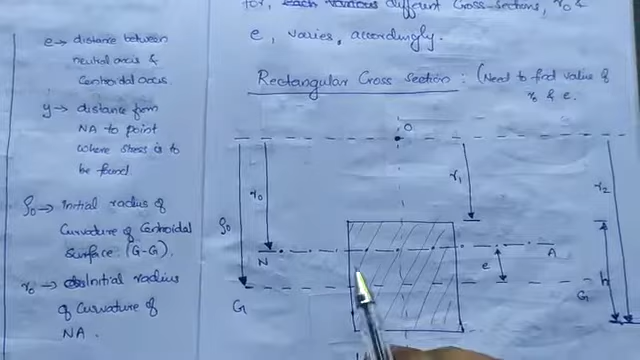 e → distance between
neutral axis &
Centroidal axis.
y → distance from
NA to point
where stress is to
be found.
ρ₀ → Initial radius of
Curvature of Centroidal
Surface. (G-G)
r₀ → Initial radius
of Curvature of
NA.
for, each various different Cross-sections, r₀ &
e, varies, accordingly.
Rectangular Cross section : (Need to find value of
r₀ & e.
O
r₀
r₁
r₂
ρ₀
N
A
e
h
G
G